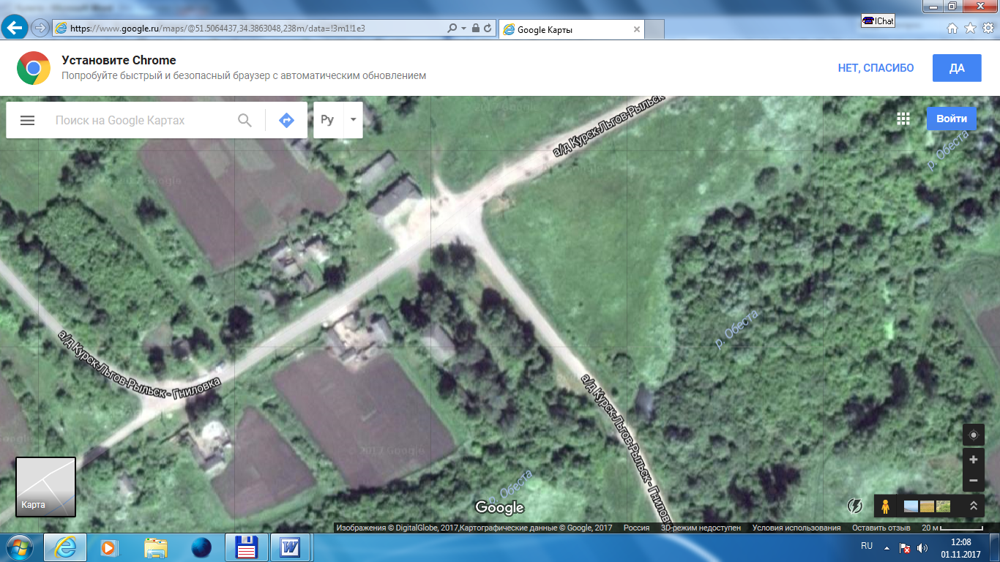 https://www.google.ru/maps/@51.5064437,34.3863048,238m/data=!3m1!1e3
Google Карты
IChat
Установите Chrome
Попробуйте быстрый и безопасный браузер с автоматическим обновлением
НЕТ, СПАСИБО
ДА
Поиск на Google Картах
Ру
Войти
а/д Курск-Льгов-Рыльск
р. Обеста
р. Обеста
а/д Курск-Льгов-Рыльск - Гниловка
а/д Курск-Льгов-Рыльск - Гниловк
р. Обеста
© 2017 Google
Карта
Google
Изображения © DigitalGlobe, 2017,Картографические данные © Google, 2017
Россия
3D-режим недоступен
Условия использования
Оставить отзыв
20 м
RU
12:08
01.11.2017